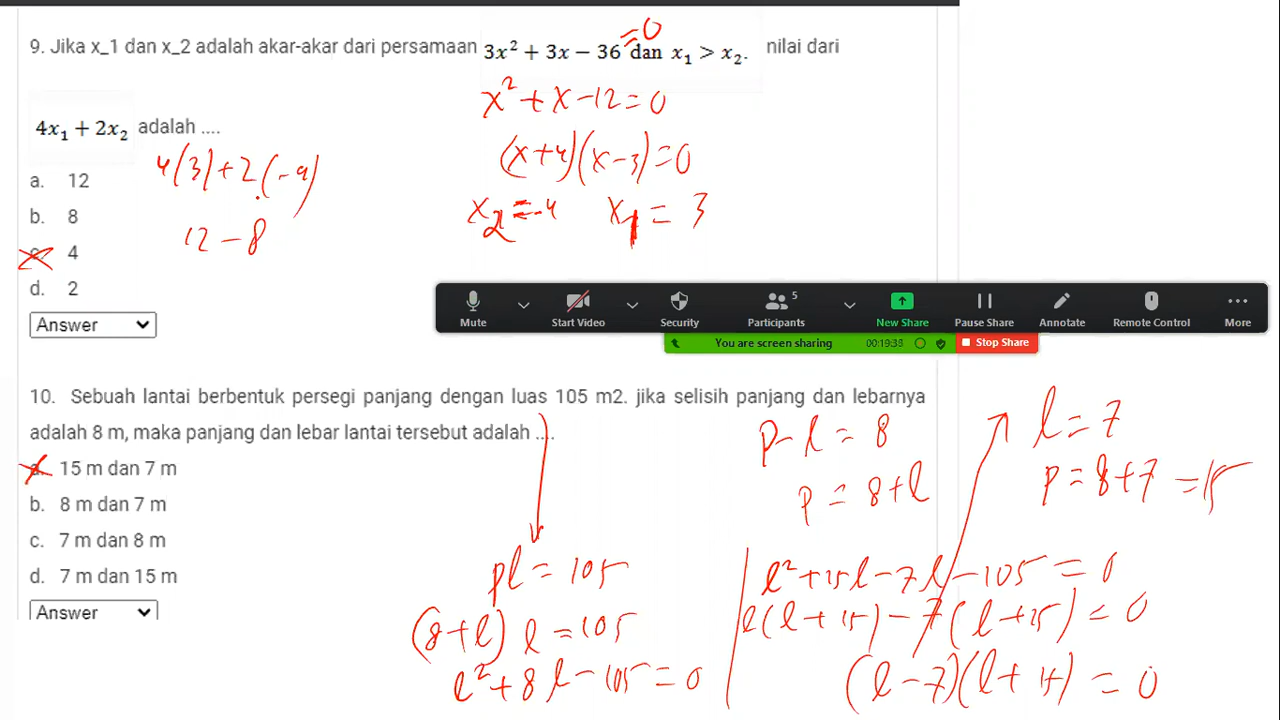 9. Jika x_1 dan x_2 adalah akar-akar dari persamaan 3x² + 3x − 36 = 0 dan x₁ > x₂. nilai dari
x² + x − 12 = 0
4x₁ + 2x₂ adalah ....
(x+4)(x−3) = 0
4(3) + 2.(−4)
x₂ = −4 x₁ = 3
12 − 8
a. 12
b. 8
c. 4
d. 2
Answer
Mute Start Video Security Participants 5 New Share Pause Share Annotate Remote Control More
You are screen sharing 00:19:38 Stop Share
10. Sebuah lantai berbentuk persegi panjang dengan luas 105 m2. jika selisih panjang dan lebarnya
adalah 8 m, maka panjang dan lebar lantai tersebut adalah ....
a. 15 m dan 7 m
b. 8 m dan 7 m
c. 7 m dan 8 m
d. 7 m dan 15 m
Answer
p − l = 8
p = 8 + l
l = 7
p = 8 + 7 = 15
pl = 105
(8 + l) l = 105
l² + 8l − 105 = 0
l² + 15l − 7l − 105 = 0
l(l + 15) − 7(l + 15) = 0
(l − 7)(l + 15) = 0